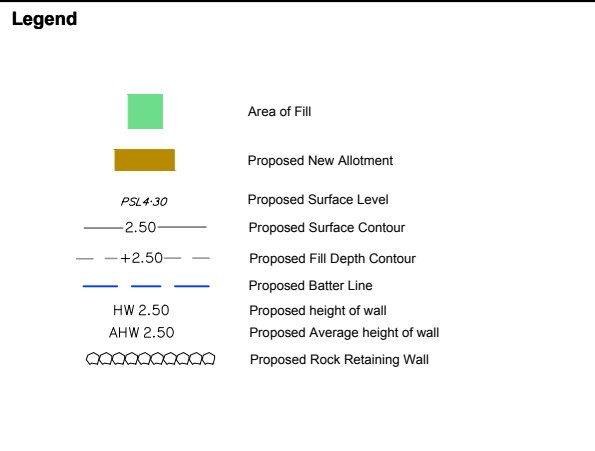 Legend
Area of Fill
Proposed New Allotment
PSL4·30 Proposed Surface Level
2.50 Proposed Surface Contour
+2.50 Proposed Fill Depth Contour
Proposed Batter Line
HW 2.50 Proposed height of wall
AHW 2.50 Proposed Average height of wall
Proposed Rock Retaining Wall